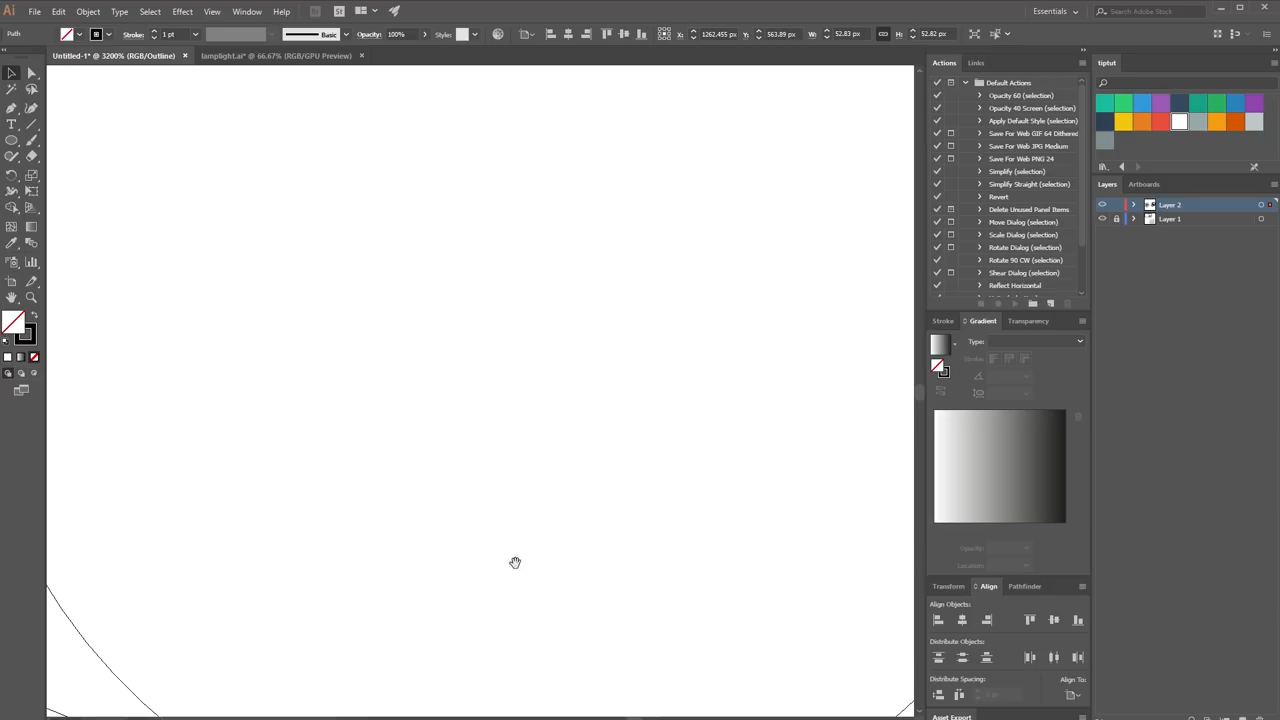 Ai File Edit Object Type Select Effect View Window Help Br St Essentials Search Adobe Stock
Path Stroke: 1 pt Basic Opacity: 100% Style: X: 1262.455 px Y: 563.89 px W: 52.83 px H: 52.82 px
Untitled-1* @ 3200% (RGB/Outline) × lamplight.ai* @ 66.67% (RGB/GPU Preview) ×
Actions Links
Default Actions
Opacity 60 (selection)
Opacity 40 Screen (selection)
Apply Default Style (selection)
Save For Web GIF 64 Dithered
Save For Web JPG Medium
Save For Web PNG 24
Simplify (selection)
Simplify Straight (selection)
Revert
Delete Unused Panel Items
Move Dialog (selection)
Scale Dialog (selection)
Rotate Dialog (selection)
Rotate 90 CW (selection)
Shear Dialog (selection)
Reflect Horizontal
tiptut
Layers Artboards
Layer 2
Layer 1
Stroke Gradient Transparency
Type:
Stroke:
Opacity:
Location:
Transform Align Pathfinder
Align Objects:
Distribute Objects:
Distribute Spacing: Align To:
0 px
Asset Export